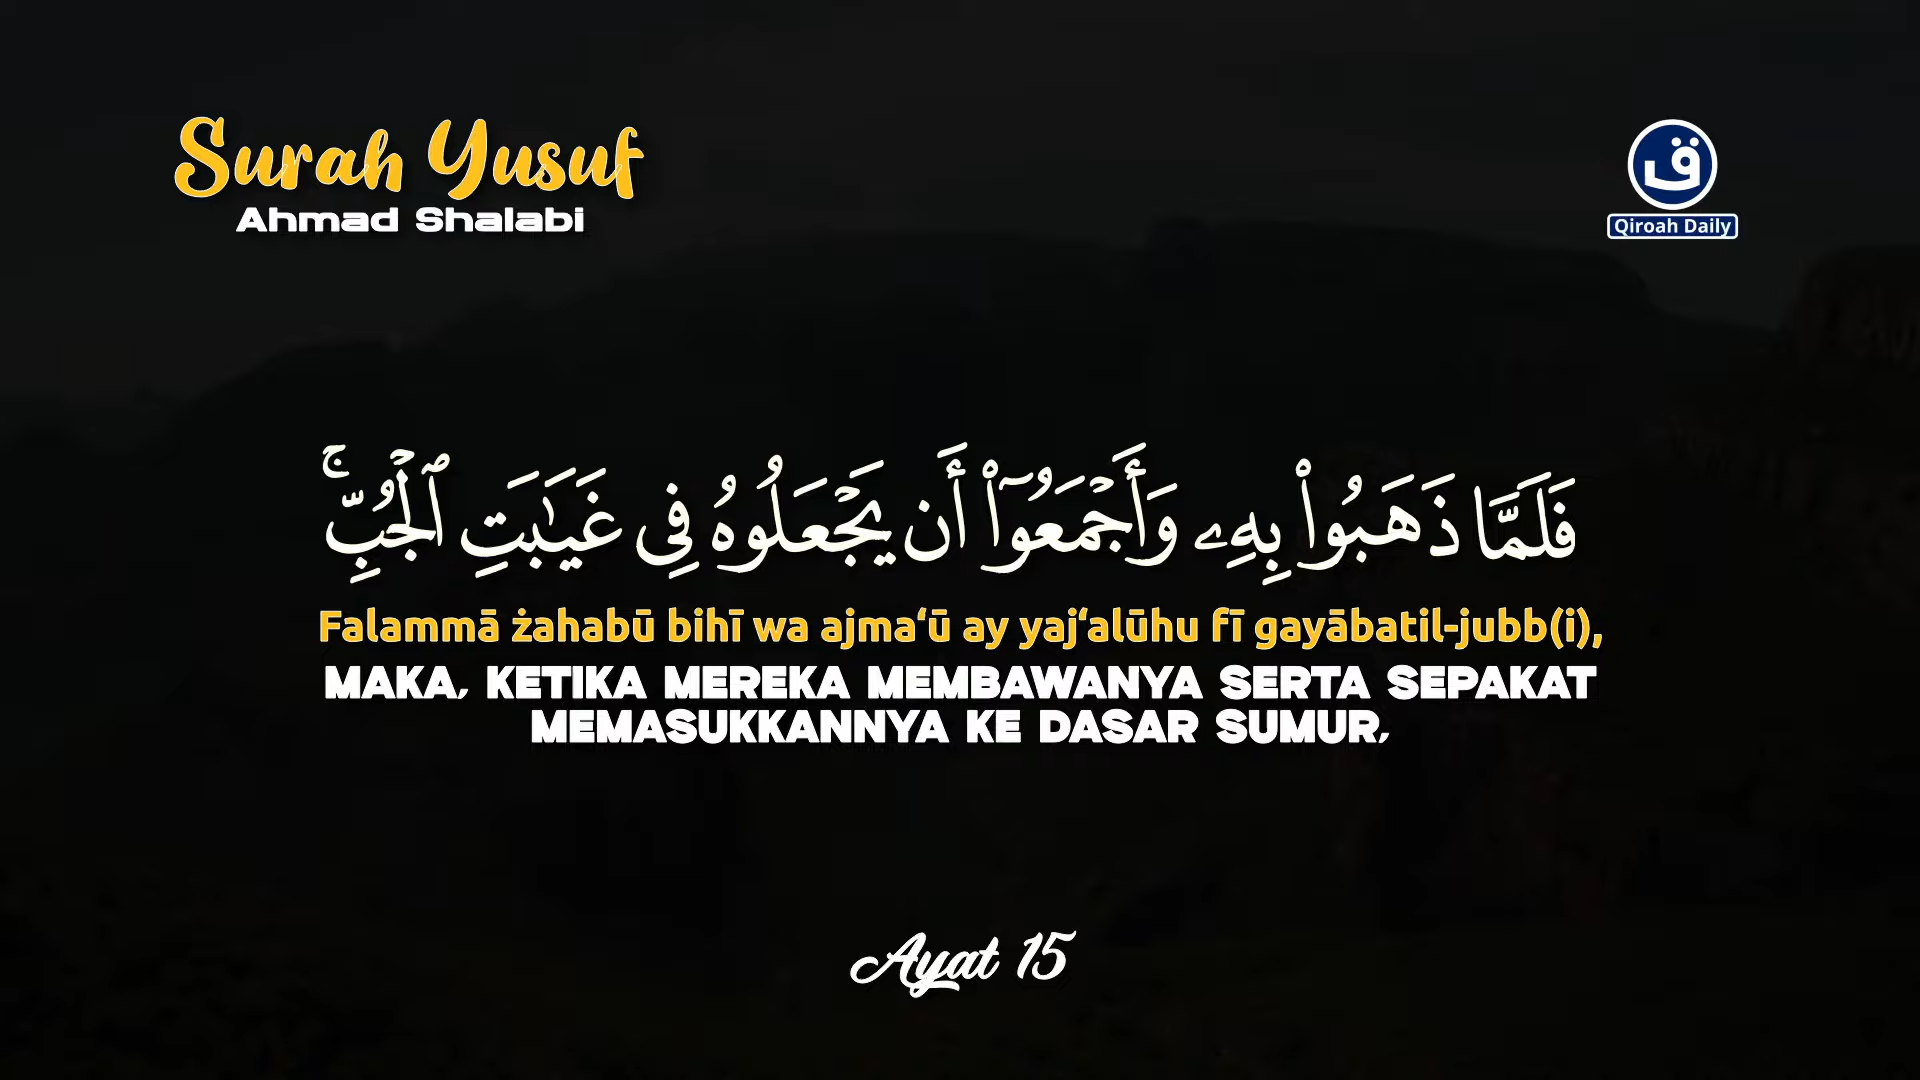 Surah Yusuf
Ahmad Shalabi
ق
Qiroah Daily
فَلَمَّا ذَهَبُوا۟ بِهِۦ وَأَجْمَعُوٓا۟ أَن يَجْعَلُوهُ فِى غَيَٰبَتِ ٱلْجُبِّ ۚ
Falammā żahabū bihī wa ajma‘ū ay yaj‘alūhu fī gayābatil-jubb(i),
MAKA, KETIKA MEREKA MEMBAWANYA SERTA SEPAKAT
MEMASUKKANNYA KE DASAR SUMUR,
Ayat 15